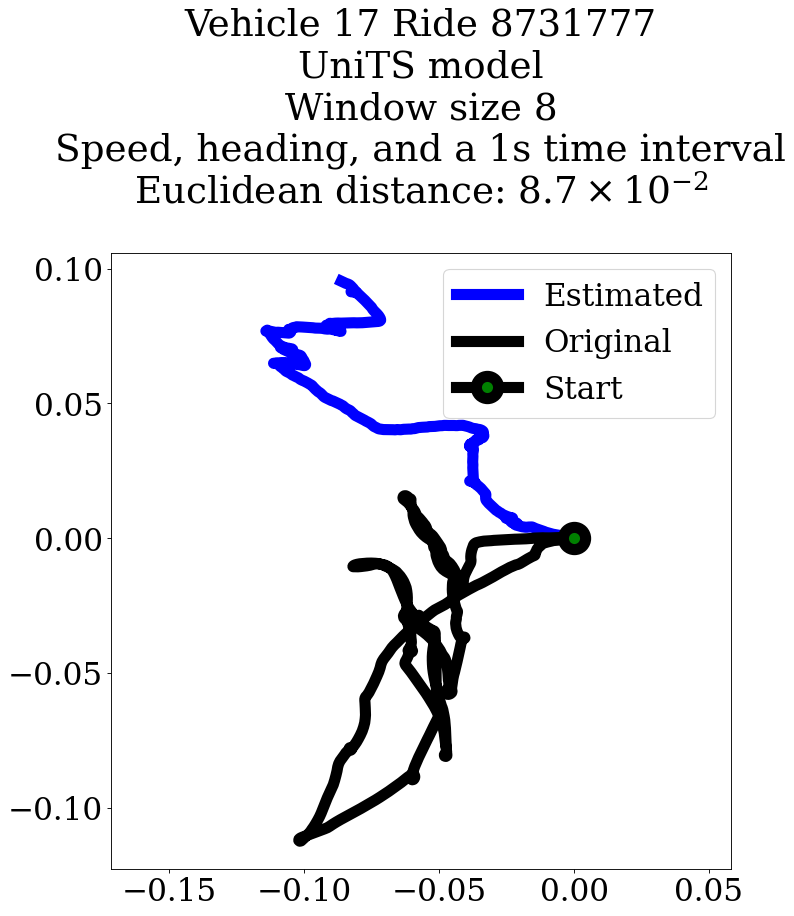 Vehicle 17 Ride 8731777
UniTS model
Window size 8
Speed, heading, and a 1s time interval
Euclidean distance: 8.7 × 10⁻²
Estimated
Original
Start
0.10
0.05
0.00
−0.05
−0.10
−0.15 −0.10 −0.05 0.00 0.05